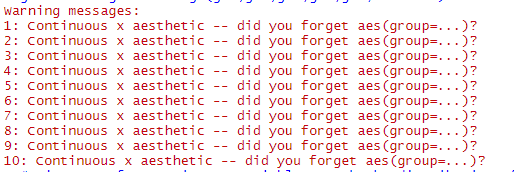 Warning messages:
1: Continuous x aesthetic -- did you forget aes(group=...)?
2: Continuous x aesthetic -- did you forget aes(group=...)?
3: Continuous x aesthetic -- did you forget aes(group=...)?
4: Continuous x aesthetic -- did you forget aes(group=...)?
5: Continuous x aesthetic -- did you forget aes(group=...)?
6: Continuous x aesthetic -- did you forget aes(group=...)?
7: Continuous x aesthetic -- did you forget aes(group=...)?
8: Continuous x aesthetic -- did you forget aes(group=...)?
9: Continuous x aesthetic -- did you forget aes(group=...)?
10: Continuous x aesthetic -- did you forget aes(group=...)?